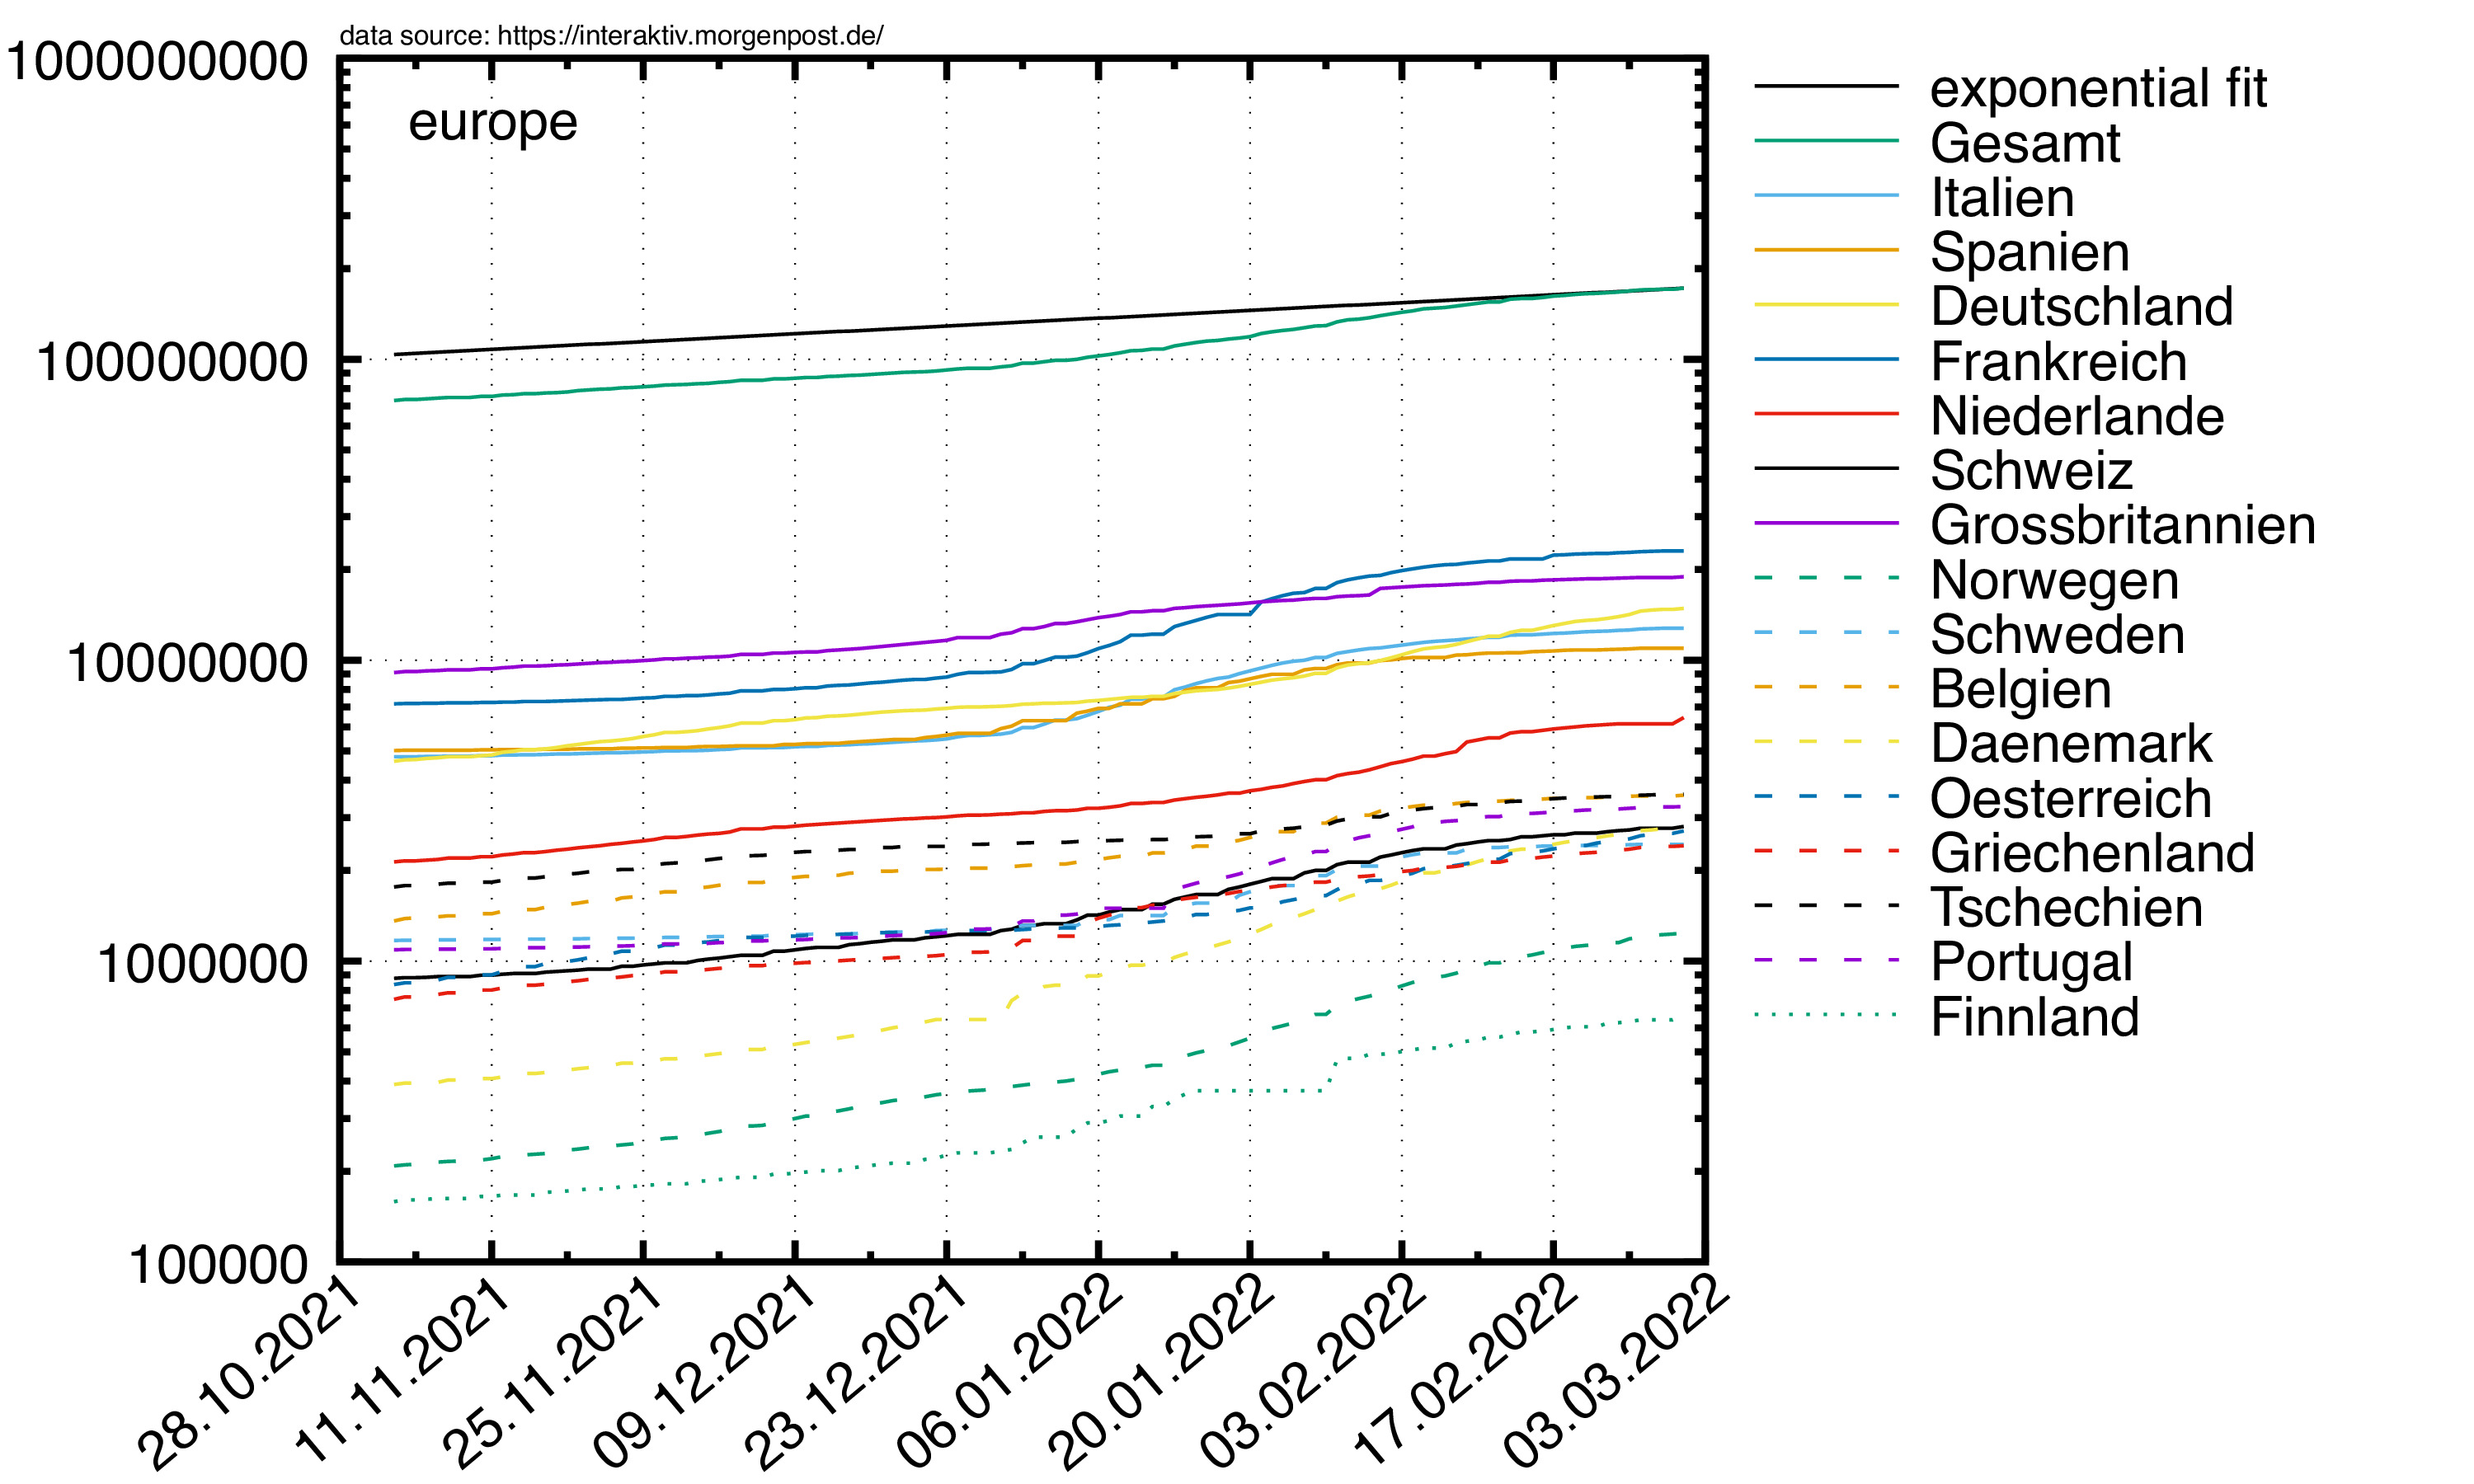 data source: https://interaktiv.morgenpost.de/
1000000000
100000000
10000000
1000000
100000
europe
exponential fit
Gesamt
Italien
Spanien
Deutschland
Frankreich
Niederlande
Schweiz
Grossbritannien
Norwegen
Schweden
Belgien
Daenemark
Oesterreich
Griechenland
Tschechien
Portugal
Finnland
28.10.2021
11.11.2021
25.11.2021
09.12.2021
23.12.2021
06.01.2022
20.01.2022
03.02.2022
17.02.2022
03.03.2022